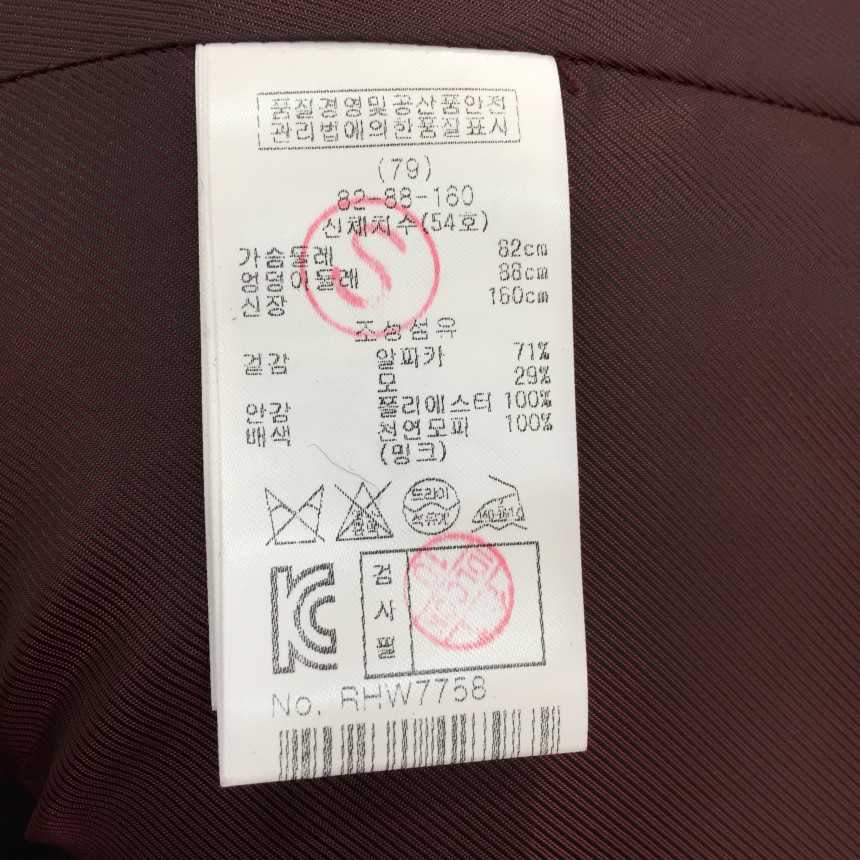 품질경영및공산품안전
관리법에의한품질표시
(79)
82-88-160
신체치수(54호)
가슴둘레 82cm
엉덩이둘레 88cm
신장 160cm
조성섬유
겉감 알파카 71%
모 29%
안감 폴리에스터 100%
배색 천연모피 100%
(밍크)
드라이
석유계
검사필
No. RHW7758